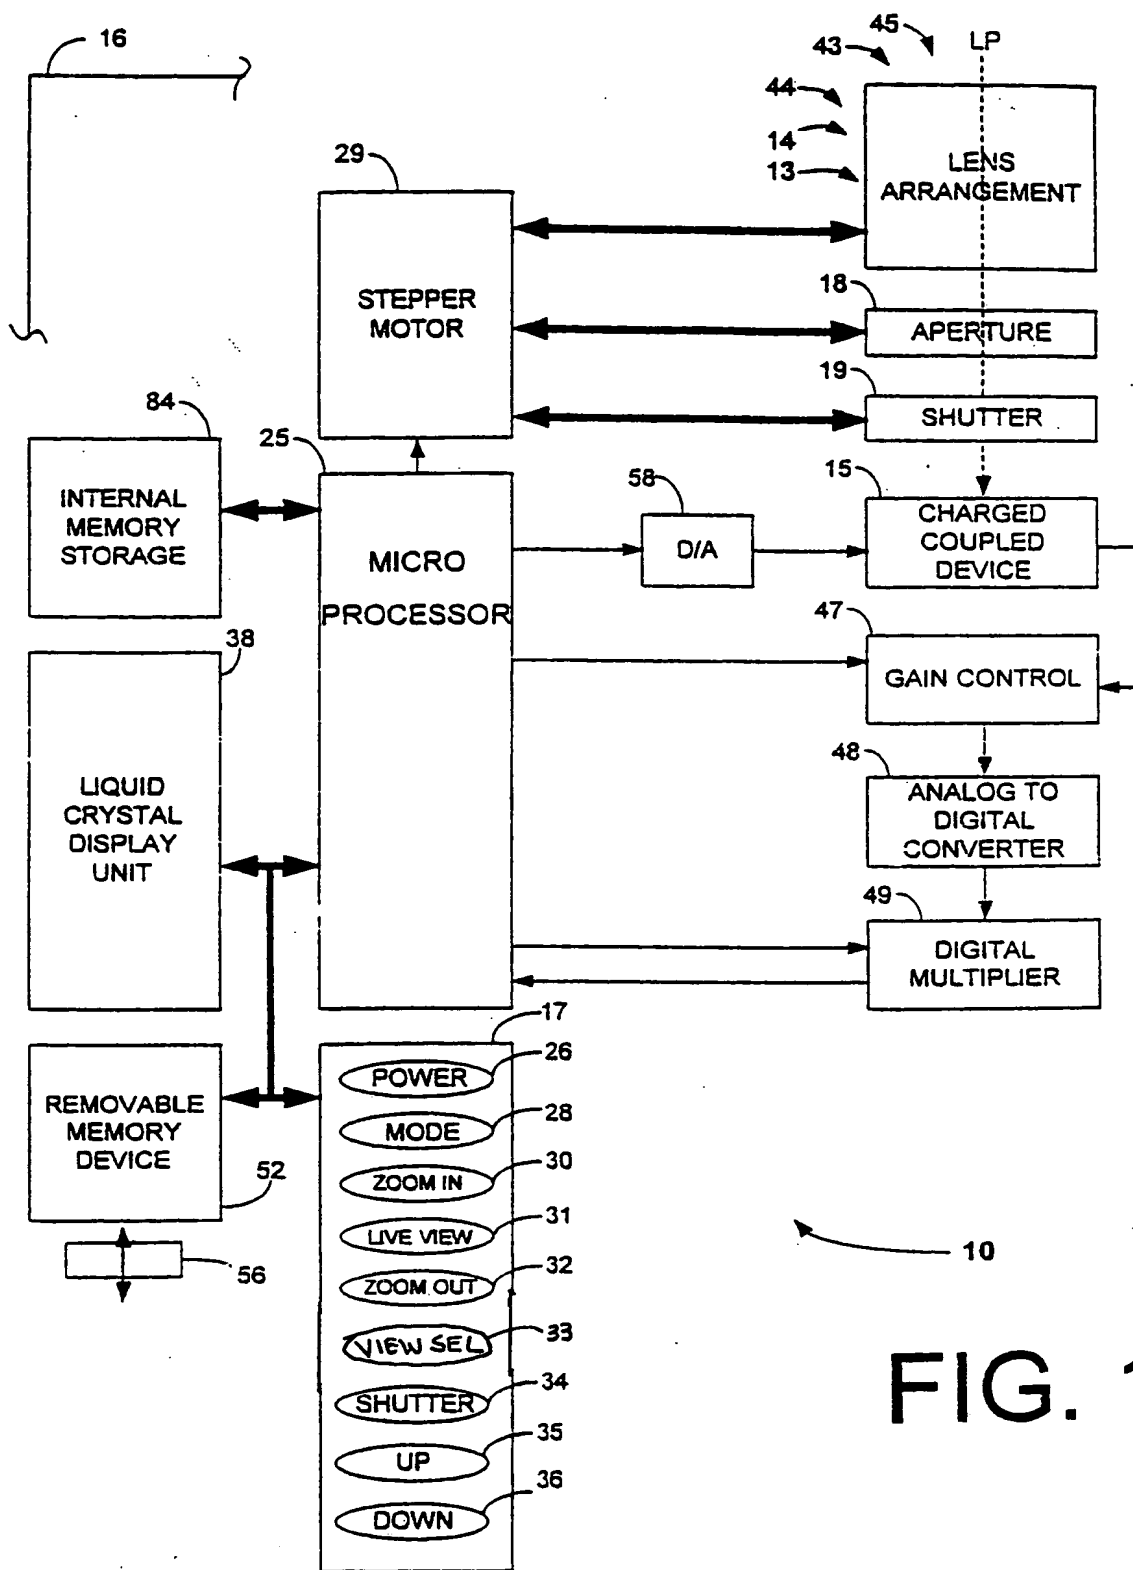 16
45
43
LP
44
14
13
LENS
ARRANGEMENT
29
STEPPER
MOTOR
18
APERTURE
19
SHUTTER
84
INTERNAL
MEMORY
STORAGE
25
MICRO
PROCESSOR
58
D/A
15
CHARGED
COUPLED
DEVICE
47
GAIN CONTROL
38
LIQUID
CRYSTAL
DISPLAY
UNIT
48
ANALOG TO
DIGITAL
CONVERTER
49
DIGITAL
MULTIPLIER
17
REMOVABLE
MEMORY
DEVICE
52
56
POWER
26
MODE
28
ZOOM IN
30
LIVE VIEW
31
ZOOM OUT
32
VIEW SEL
33
SHUTTER
34
UP
35
DOWN
36
10
FIG. 1